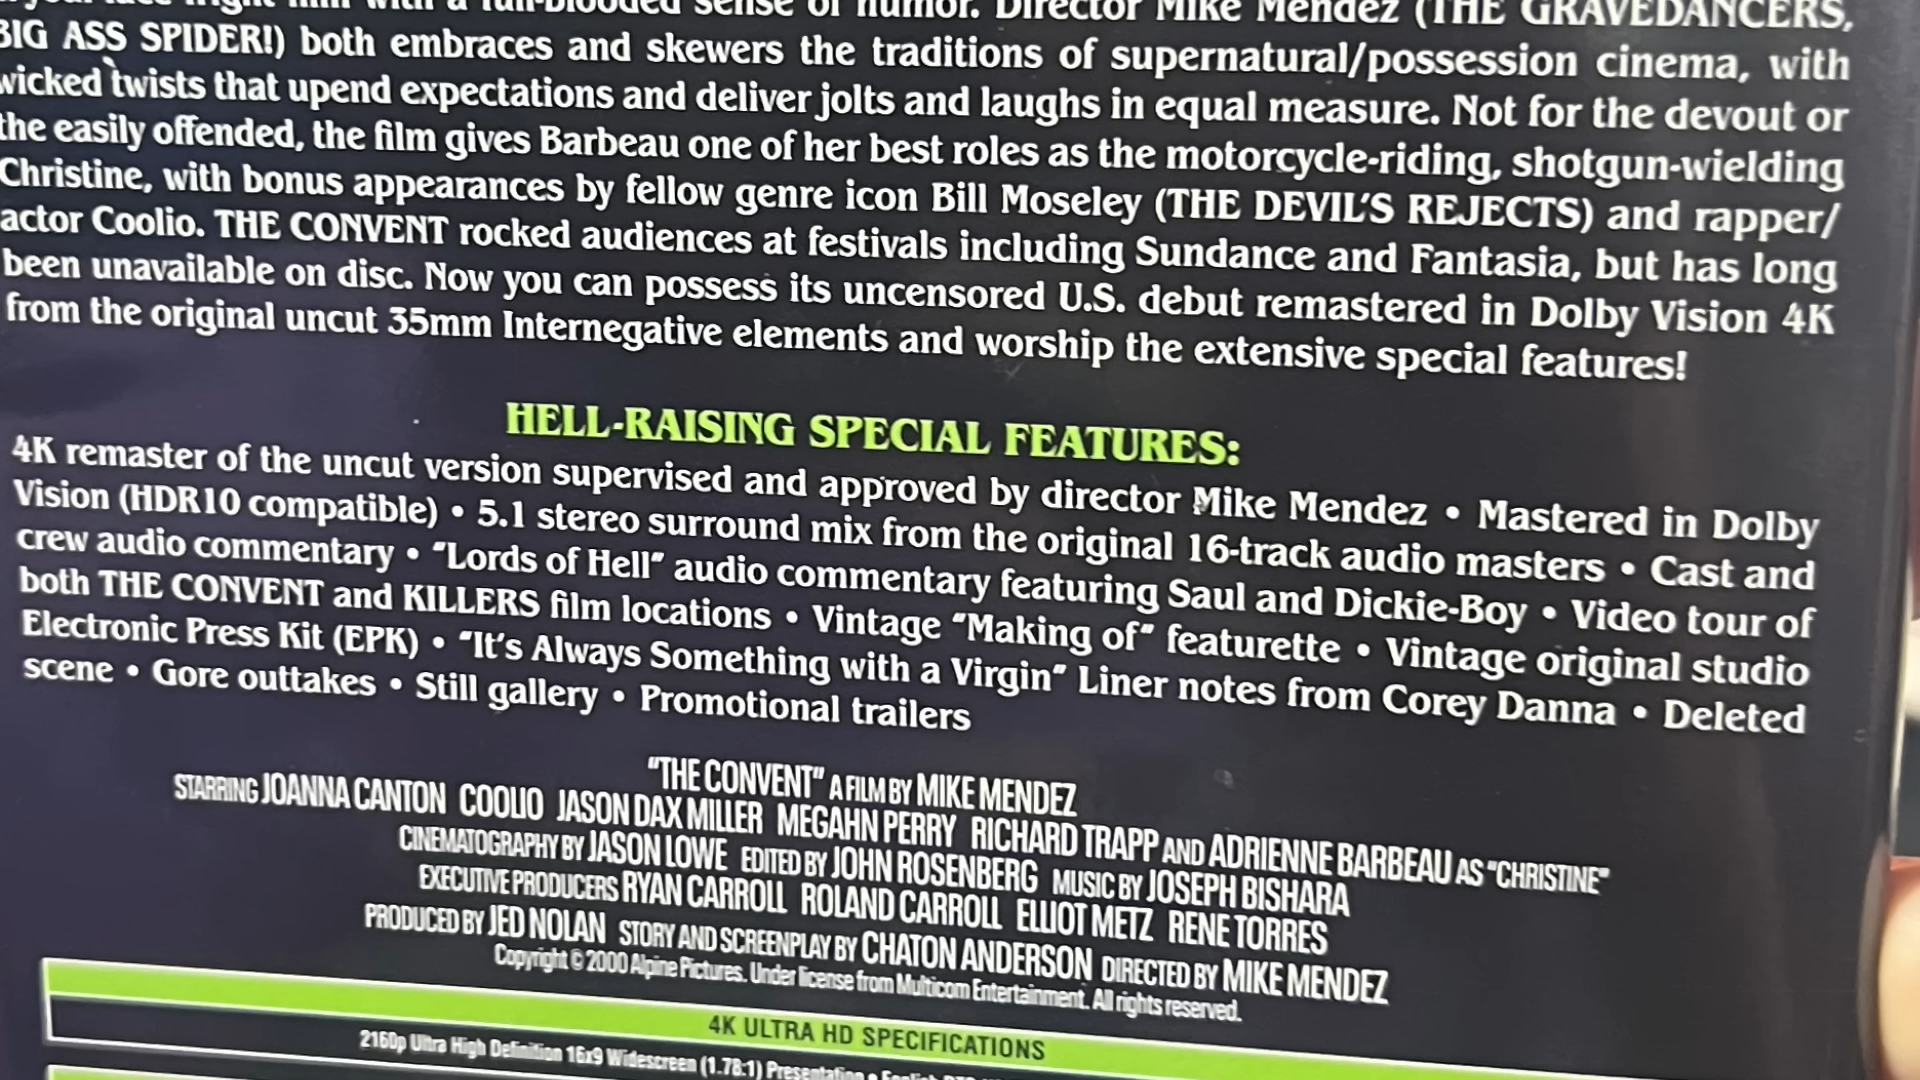 film with a full-blooded sense of humor. Director Mike Mendez (THE GRAVEDANCERS,
BIG ASS SPIDER!) both embraces and skewers the traditions of supernatural/possession cinema, with
wicked twists that upend expectations and deliver jolts and laughs in equal measure. Not for the devout or
the easily offended, the film gives Barbeau one of her best roles as the motorcycle-riding, shotgun-wielding
Christine, with bonus appearances by fellow genre icon Bill Moseley (THE DEVIL'S REJECTS) and rapper/
actor Coolio. THE CONVENT rocked audiences at festivals including Sundance and Fantasia, but has long
been unavailable on disc. Now you can possess its uncensored U.S. debut remastered in Dolby Vision 4K
from the original uncut 35mm Internegative elements and worship the extensive special features!
HELL-RAISING SPECIAL FEATURES:
4K remaster of the uncut version supervised and approved by director Mike Mendez • Mastered in Dolby
Vision (HDR10 compatible) • 5.1 stereo surround mix from the original 16-track audio masters • Cast and
crew audio commentary • "Lords of Hell" audio commentary featuring Saul and Dickie-Boy • Video tour of
both THE CONVENT and KILLERS film locations • Vintage "Making of" featurette • Vintage original studio
Electronic Press Kit (EPK) • "It's Always Something with a Virgin" Liner notes from Corey Danna • Deleted
scene • Gore outtakes • Still gallery • Promotional trailers
"THE CONVENT" A FILM BY MIKE MENDEZ
STARRING JOANNA CANTON COOLIO JASON DAX MILLER MEGAHN PERRY RICHARD TRAPP AND ADRIENNE BARBEAU AS "CHRISTINE"
CINEMATOGRAPHY BY JASON LOWE EDITED BY JOHN ROSENBERG MUSIC BY JOSEPH BISHARA
EXECUTIVE PRODUCERS RYAN CARROLL ROLAND CARROLL ELLIOT METZ RENE TORRES
PRODUCED BY JED NOLAN STORY AND SCREENPLAY BY CHATON ANDERSON DIRECTED BY MIKE MENDEZ
Copyright © 2000 Alpine Pictures. Under license from Multicom Entertainment. All rights reserved.
4K ULTRA HD SPECIFICATIONS
2160p Ultra High Definition 16x9 Widescreen (1.78:1) Presentation • English